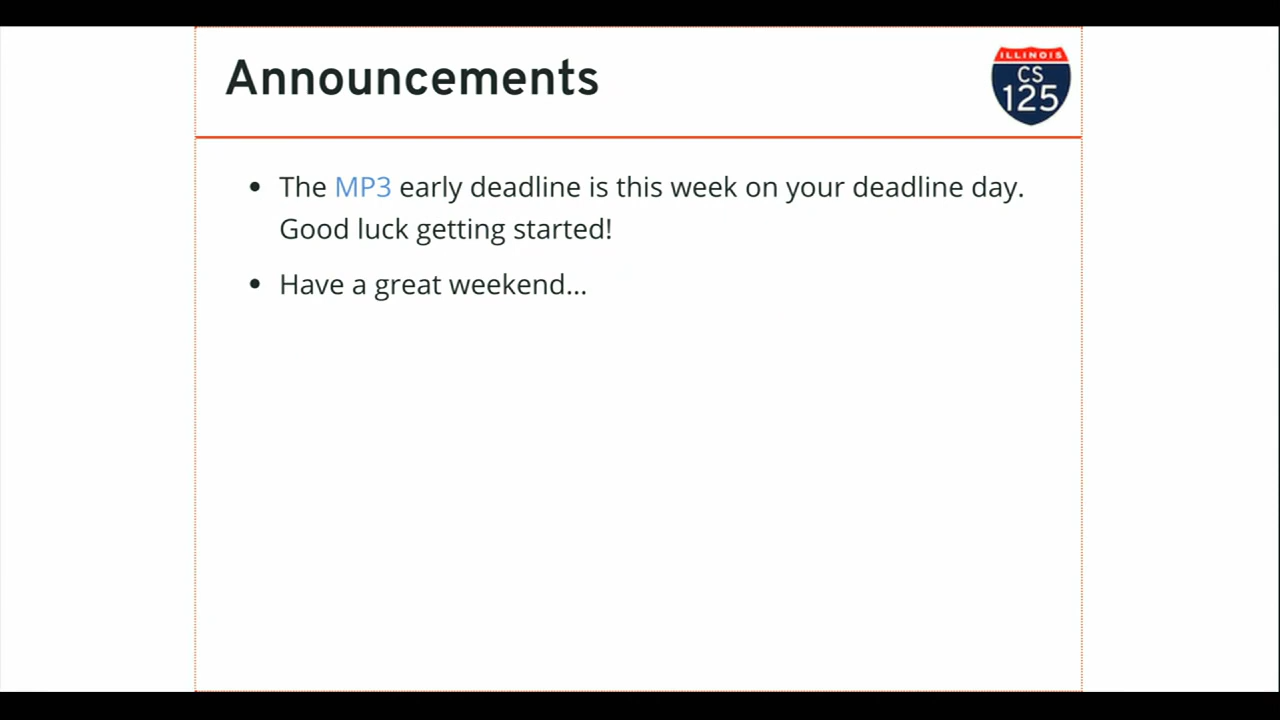 Announcements
ILLINOIS
CS
125
• The MP3 early deadline is this week on your deadline day.
Good luck getting started!
• Have a great weekend…